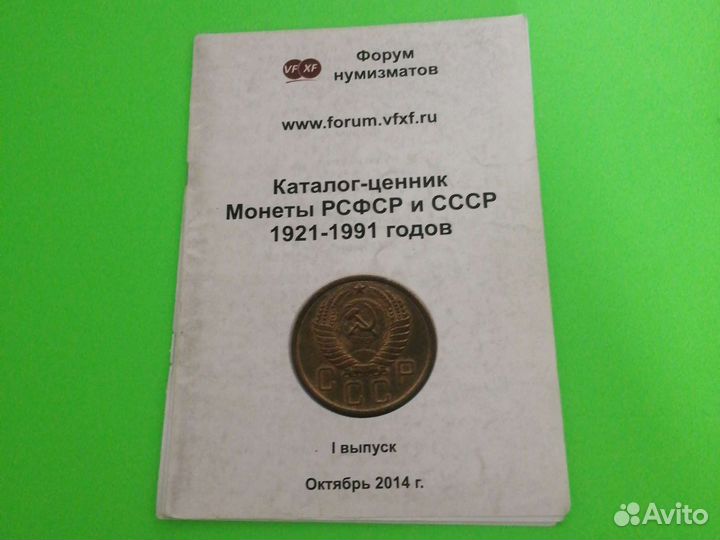 VF XF
Форум
нумизматов
www.forum.vfxf.ru
Каталог-ценник
Монеты РСФСР и СССР
1921-1991 годов
СССР
I выпуск
Октябрь 2014 г.
Avito